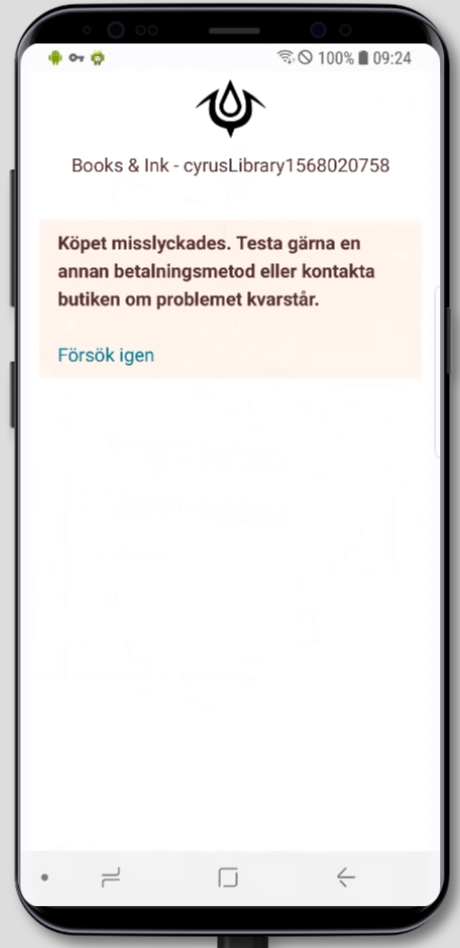 100% 09:24
Books & Ink - cyrusLibrary1568020758
Köpet misslyckades. Testa gärna en
annan betalningsmetod eller kontakta
butiken om problemet kvarstår.
Försök igen